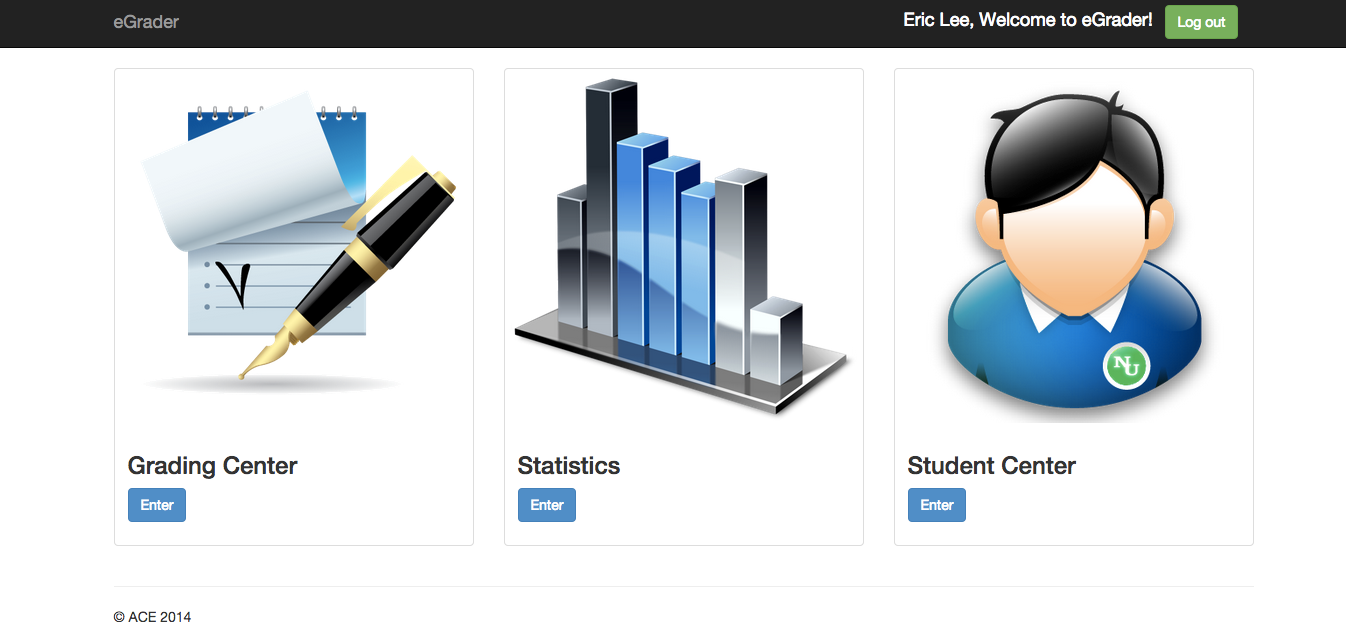 eGrader
Eric Lee, Welcome to eGrader!
Log out
NU
Grading Center
Enter
Statistics
Enter
Student Center
Enter
© ACE 2014